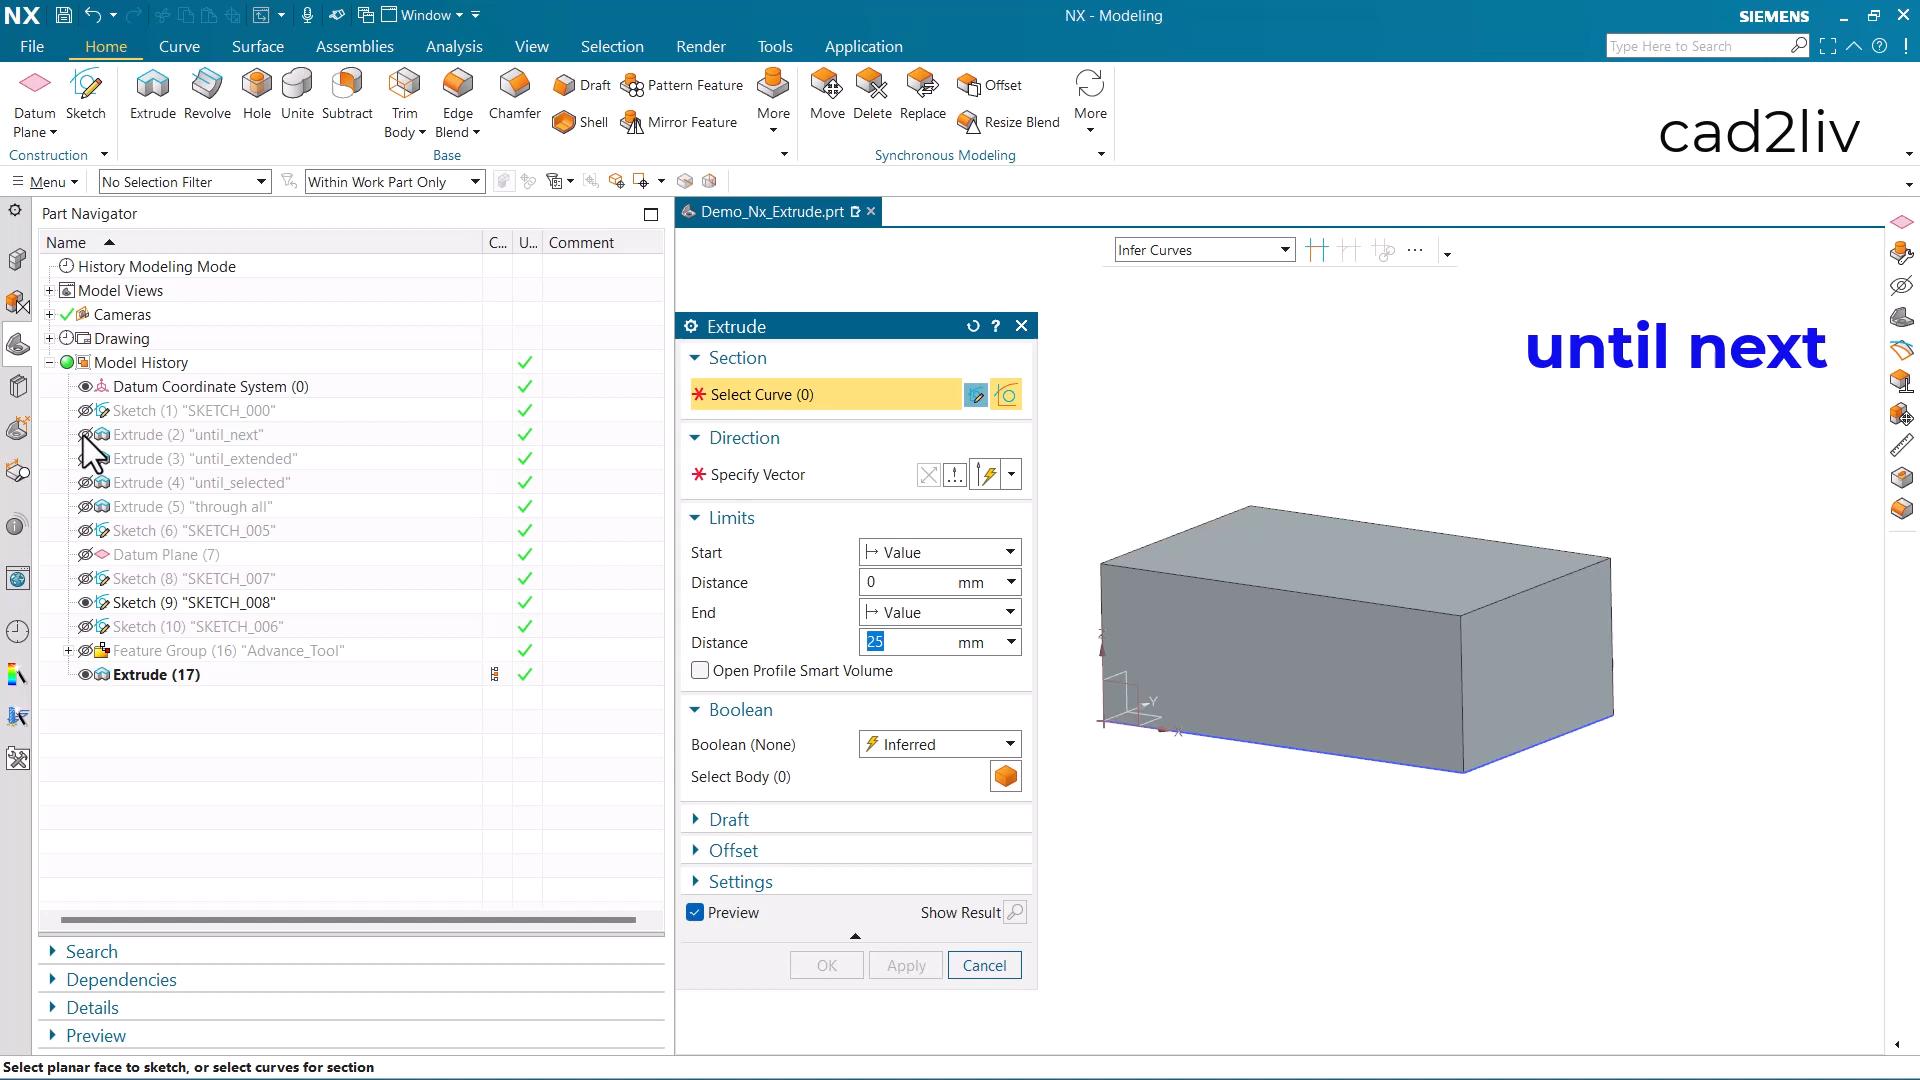 NX
Window
NX - Modeling
SIEMENS
File
Home
Curve
Surface
Assemblies
Analysis
View
Selection
Render
Tools
Application
Type Here to Search
Datum
Plane
Sketch
Extrude
Revolve
Hole
Unite
Subtract
Trim
Body
Edge
Blend
Chamfer
Draft
Shell
Pattern Feature
Mirror Feature
More
Move
Delete
Replace
Offset
Resize Blend
More
cad2liv
Construction
Base
Synchronous Modeling
Menu
No Selection Filter
Within Work Part Only
Part Navigator
Name
C...
U...
Comment
History Modeling Mode
Model Views
Cameras
Drawing
Model History
Datum Coordinate System (0)
Sketch (1) "SKETCH_000"
Extrude (2) "until_next"
Extrude (3) "until_extended"
Extrude (4) "until_selected"
Extrude (5) "through all"
Sketch (6) "SKETCH_005"
Datum Plane (7)
Sketch (8) "SKETCH_007"
Sketch (9) "SKETCH_008"
Sketch (10) "SKETCH_006"
Feature Group (16) "Advance_Tool"
Extrude (17)
Search
Dependencies
Details
Preview
Demo_Nx_Extrude.prt
Infer Curves
Extrude
Section
Select Curve (0)
Direction
Specify Vector
Limits
Start
Value
Distance
0
mm
End
Value
Distance
25
mm
Open Profile Smart Volume
Boolean
Boolean (None)
Inferred
Select Body (0)
Draft
Offset
Settings
Preview
Show Result
OK
Apply
Cancel
until next
Z
Y
X
Select planar face to sketch, or select curves for section